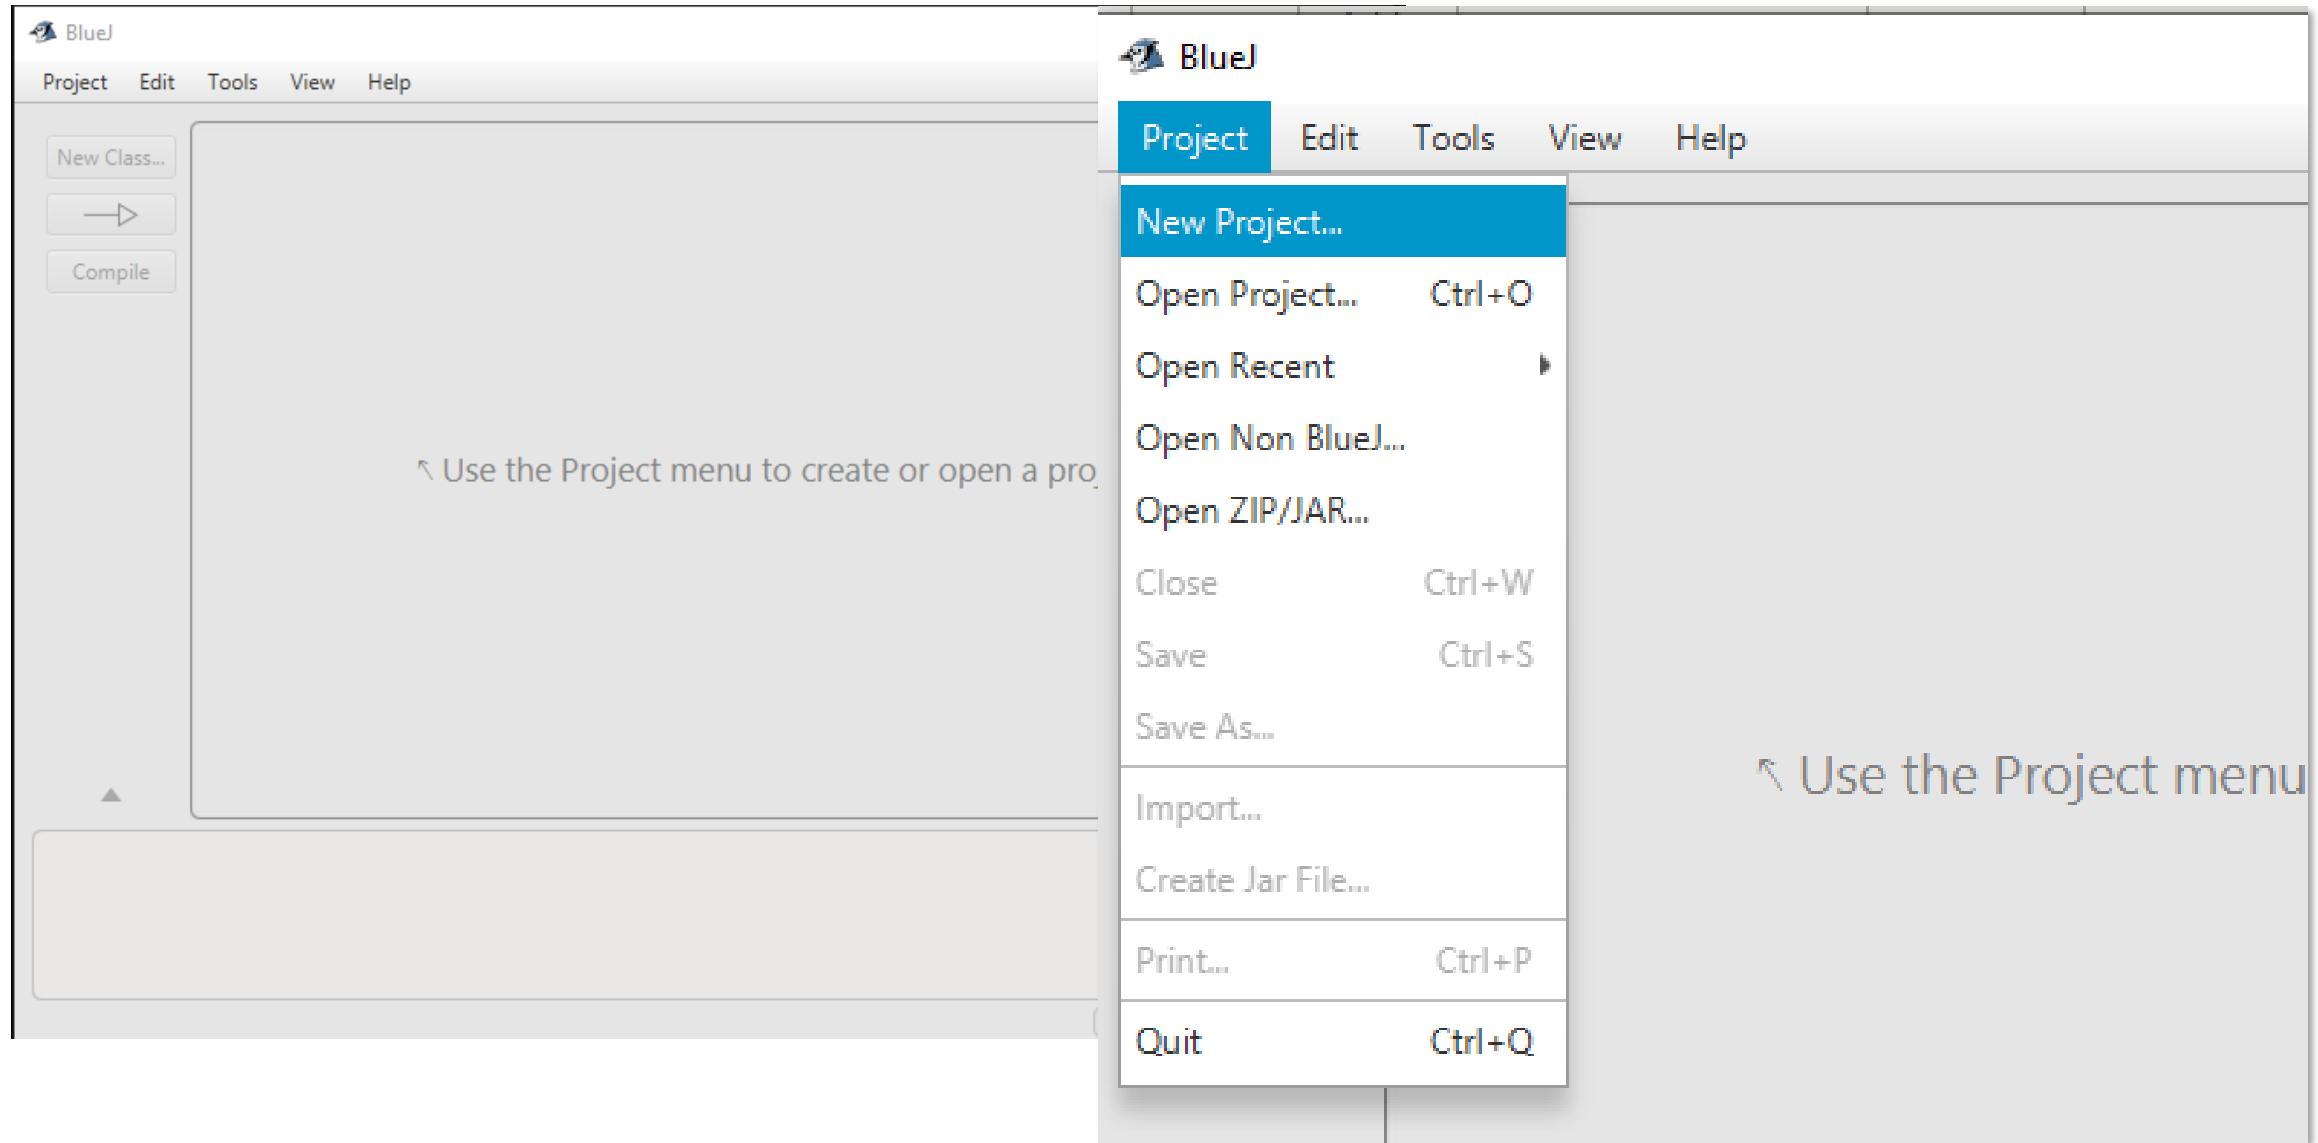 BlueJ
Project Edit Tools View Help
New Class...
Compile
Use the Project menu to create or open a proj
BlueJ
Project Edit Tools View Help
New Project...
Open Project... Ctrl+O
Open Recent
Open Non BlueJ...
Open ZIP/JAR...
Close Ctrl+W
Save Ctrl+S
Save As...
Import...
Create Jar File...
Print... Ctrl+P
Quit Ctrl+Q
Use the Project menu